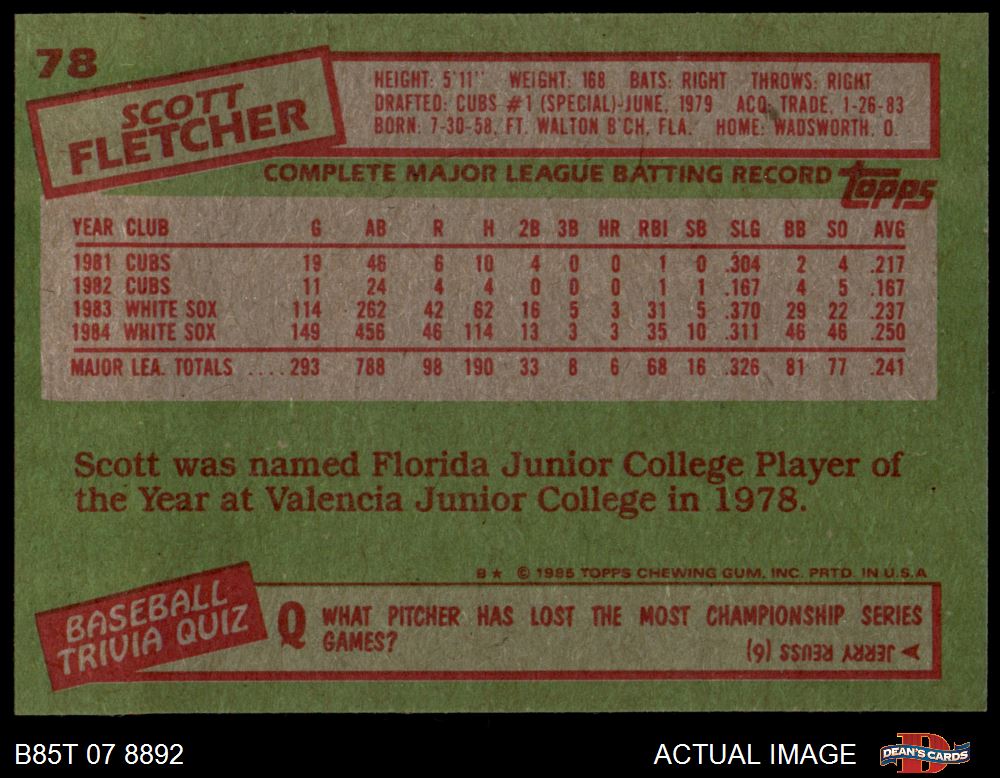 78
SCOTT
FLETCHER
HEIGHT: 5'11" WEIGHT: 168 BATS: RIGHT THROWS: RIGHT
DRAFTED: CUBS #1 (SPECIAL)-JUNE, 1979 ACQ: TRADE, 1-26-83
BORN: 7-30-58, FT. WALTON B'CH, FLA. HOME: WADSWORTH, O.
COMPLETE MAJOR LEAGUE BATTING RECORD topps
YEAR CLUB G AB R H 2B 3B HR RBI SB SLG BB SO AVG
1981 CUBS 19 46 6 10 4 0 0 1 0 .304 2 4 .217
1982 CUBS 11 24 4 4 0 0 0 1 1 .167 4 5 .167
1983 WHITE SOX 114 262 42 62 16 5 3 31 5 .370 29 22 .237
1984 WHITE SOX 149 456 46 114 13 3 3 35 10 .311 46 46 .250
MAJOR LEA. TOTALS ....293 788 98 190 33 8 6 68 16 .326 81 77 .241
Scott was named Florida Junior College Player of
the Year at Valencia Junior College in 1978.
B★ © 1985 TOPPS CHEWING GUM, INC. PRTD. IN U.S.A
BASEBALL
TRIVIA QUIZ
Q WHAT PITCHER HAS LOST THE MOST CHAMPIONSHIP SERIES
GAMES?
A JERRY REUSS (6)
B85T 07 8892
ACTUAL IMAGE
D
DEAN'S CARDS